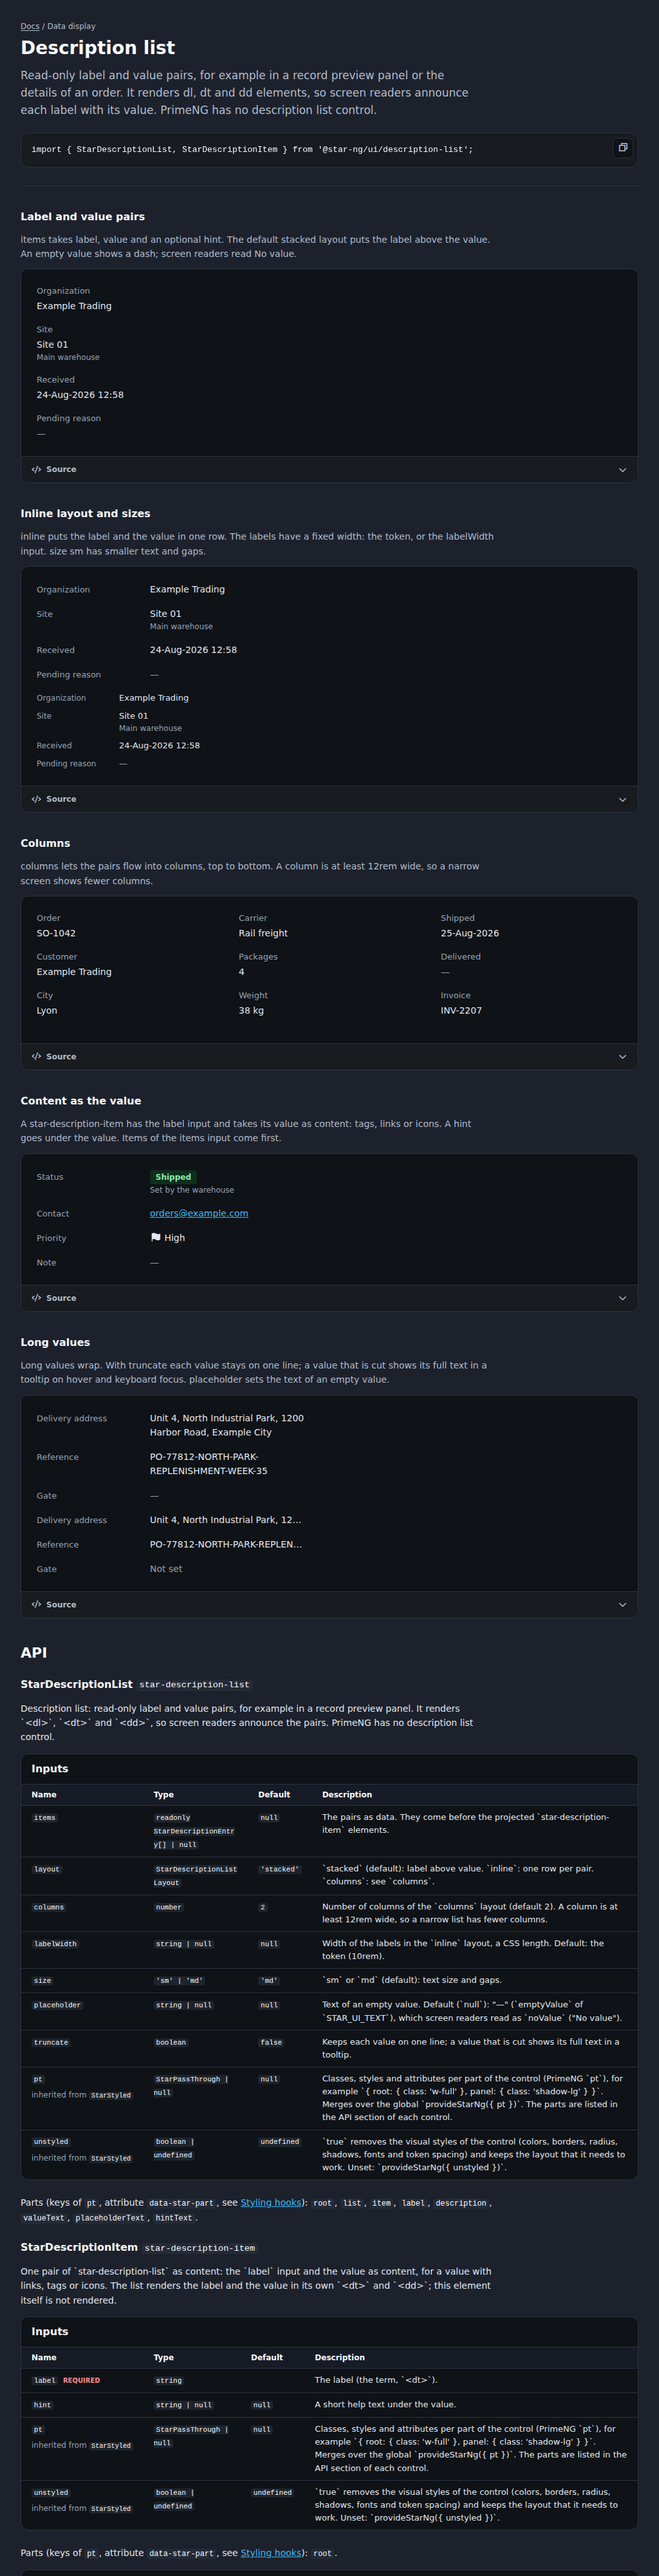 Docs / Data display
Description list
Read-only label and value pairs, for example in a record preview panel or the
details of an order. It renders dl, dt and dd elements, so screen readers announce
each label with its value. PrimeNG has no description list control.
import { StarDescriptionList, StarDescriptionItem } from '@star-ng/ui/description-list';
Label and value pairs
items takes label, value and an optional hint. The default stacked layout puts the label above the value.
An empty value shows a dash; screen readers read No value.
Organization
Example Trading
Site
Site 01
Main warehouse
Received
24-Aug-2026 12:58
Pending reason
—
Source
Inline layout and sizes
inline puts the label and the value in one row. The labels have a fixed width: the token, or the labelWidth
input. size sm has smaller text and gaps.
Organization Example Trading
Site Site 01
Main warehouse
Received 24-Aug-2026 12:58
Pending reason —
Organization Example Trading
Site Site 01
Main warehouse
Received 24-Aug-2026 12:58
Pending reason —
Source
Columns
columns lets the pairs flow into columns, top to bottom. A column is at least 12rem wide, so a narrow
screen shows fewer columns.
Order Carrier Shipped
SO-1042 Rail freight 25-Aug-2026
Customer Packages Delivered
Example Trading 4 —
City Weight Invoice
Lyon 38 kg INV-2207
Source
Content as the value
A star-description-item has the label input and takes its value as content: tags, links or icons. A hint
goes under the value. Items of the items input come first.
Status Shipped
Set by the warehouse
Contact orders@example.com
Priority High
Note —
Source
Long values
Long values wrap. With truncate each value stays on one line; a value that is cut shows its full text in a
tooltip on hover and keyboard focus. placeholder sets the text of an empty value.
Delivery address Unit 4, North Industrial Park, 1200
Harbor Road, Example City
Reference PO-77812-NORTH-PARK-
REPLENISHMENT-WEEK-35
Gate —
Delivery address Unit 4, North Industrial Park, 12…
Reference PO-77812-NORTH-PARK-REPLEN…
Gate Not set
Source
API
StarDescriptionList star-description-list
Description list: read-only label and value pairs, for example in a record preview panel. It renders
`<dl>`, `<dt>` and `<dd>`, so screen readers announce the pairs. PrimeNG has no description list
control.
Inputs
Name Type Default Description
items readonly null The pairs as data. They come before the projected `star-description-
StarDescriptionEntr item` elements.
y[] | null
layout StarDescriptionList 'stacked' `stacked` (default): label above value. `inline`: one row per pair.
Layout `columns`: see `columns`.
columns number 2 Number of columns of the `columns` layout (default 2). A column is at
least 12rem wide, so a narrow list has fewer columns.
labelWidth string | null null Width of the labels in the `inline` layout, a CSS length. Default: the
token (10rem).
size 'sm' | 'md' 'md' `sm` or `md` (default): text size and gaps.
placeholder string | null null Text of an empty value. Default (`null`): "—" (`emptyValue` of
`STAR_UI_TEXT`), which screen readers read as `noValue` ("No value").
truncate boolean false Keeps each value on one line; a value that is cut shows its full text in a
tooltip.
pt StarPassThrough | null Classes, styles and attributes per part of the control (PrimeNG `pt`), for
inherited from StarStyled null example `{ root: { class: 'w-full' }, panel: { class: 'shadow-lg' } }`.
Merges over the global `provideStarNg({ pt })`. The parts are listed in
the API section of each control.
unstyled boolean | undefined `true` removes the visual styles of the control (colors, borders, radius,
inherited from StarStyled undefined shadows, fonts and token spacing) and keeps the layout that it needs to
work. Unset: `provideStarNg({ unstyled })`.
Parts (keys of pt, attribute data-star-part, see Styling hooks): root, list, item, label, description,
valueText, placeholderText, hintText.
StarDescriptionItem star-description-item
One pair of `star-description-list` as content: the `label` input and the value as content, for a value with
links, tags or icons. The list renders the label and the value in its own `<dt>` and `<dd>`; this element
itself is not rendered.
Inputs
Name Type Default Description
label REQUIRED string The label (the term, `<dt>`).
hint string | null null A short help text under the value.
pt StarPassThrough | null Classes, styles and attributes per part of the control (PrimeNG `pt`), for
inherited from StarStyled null example `{ root: { class: 'w-full' }, panel: { class: 'shadow-lg' } }`.
Merges over the global `provideStarNg({ pt })`. The parts are listed in the
API section of each control.
unstyled boolean | undefined `true` removes the visual styles of the control (colors, borders, radius,
inherited from StarStyled undefined shadows, fonts and token spacing) and keeps the layout that it needs to
work. Unset: `provideStarNg({ unstyled })`.
Parts (keys of pt, attribute data-star-part, see Styling hooks): root.